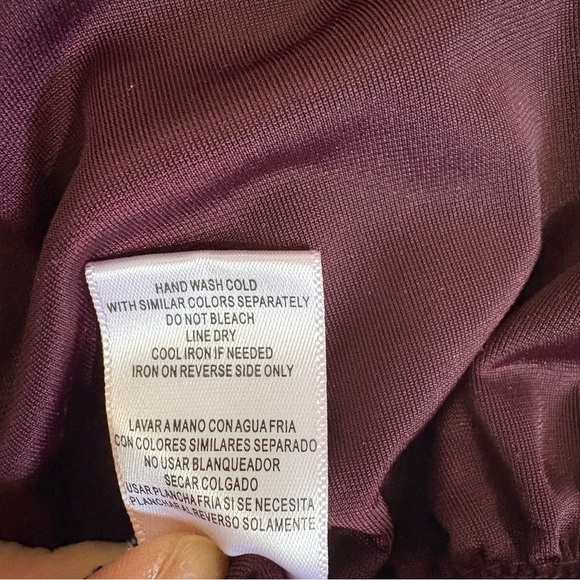 HAND WASH COLD
WITH SIMILAR COLORS SEPARATELY
DO NOT BLEACH
LINE DRY
COOL IRON IF NEEDED
IRON ON REVERSE SIDE ONLY
LAVAR A MANO CON AGUA FRIA
CON COLORES SIMILARES SEPARADO
NO USAR BLANQUEADOR
SECAR COLGADO
USAR PLANCHA FRIA SI SE NECESITA
PLANCHAR AL REVERSO SOLAMENTE